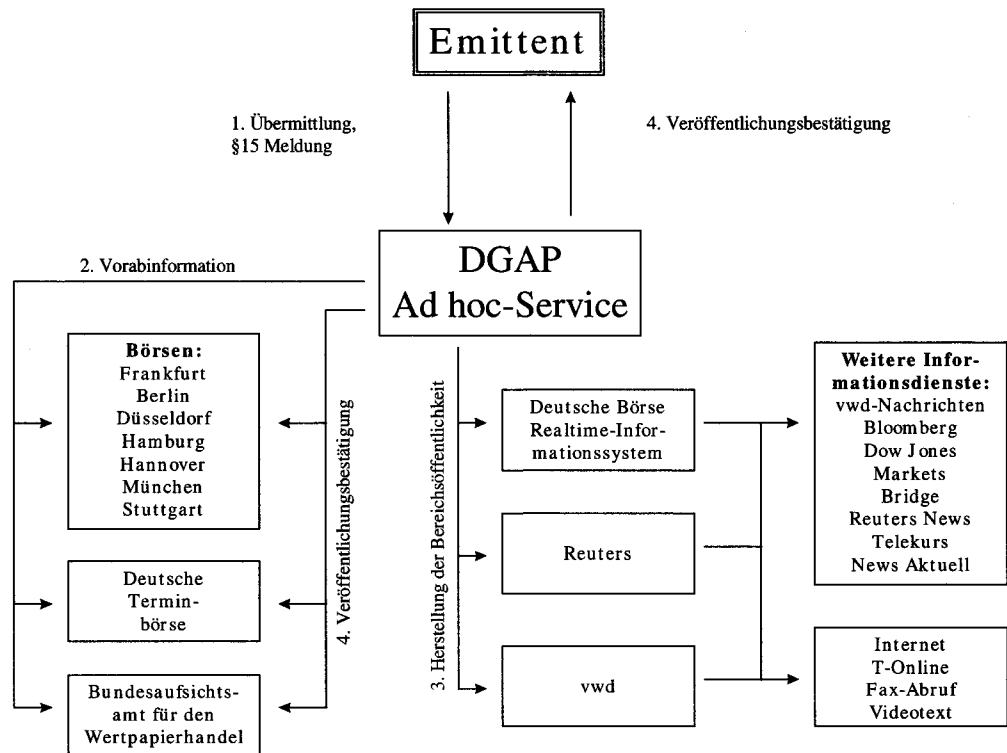 Emittent
1. Übermittlung,
§15 Meldung
4. Veröffentlichungsbestätigung
DGAP
Ad hoc-Service
2. Vorabinformation
Börsen:
Frankfurt
Berlin
Düsseldorf
Hamburg
Hannover
München
Stuttgart
Deutsche
Termin-
börse
Bundesaufsichts-
amt für den
Wertpapierhandel
4. Veröffentlichungsbestätigung
3. Herstellung der Bereichsöffentlichkeit
Deutsche Börse
Realtime-Infor-
mationssystem
Reuters
vwd
Weitere Infor-
mationsdienste:
vwd-Nachrichten
Bloomberg
Dow Jones
Markets
Bridge
Reuters News
Telekurs
News Aktuell
Internet
T-Online
Fax-Abruf
Videotext